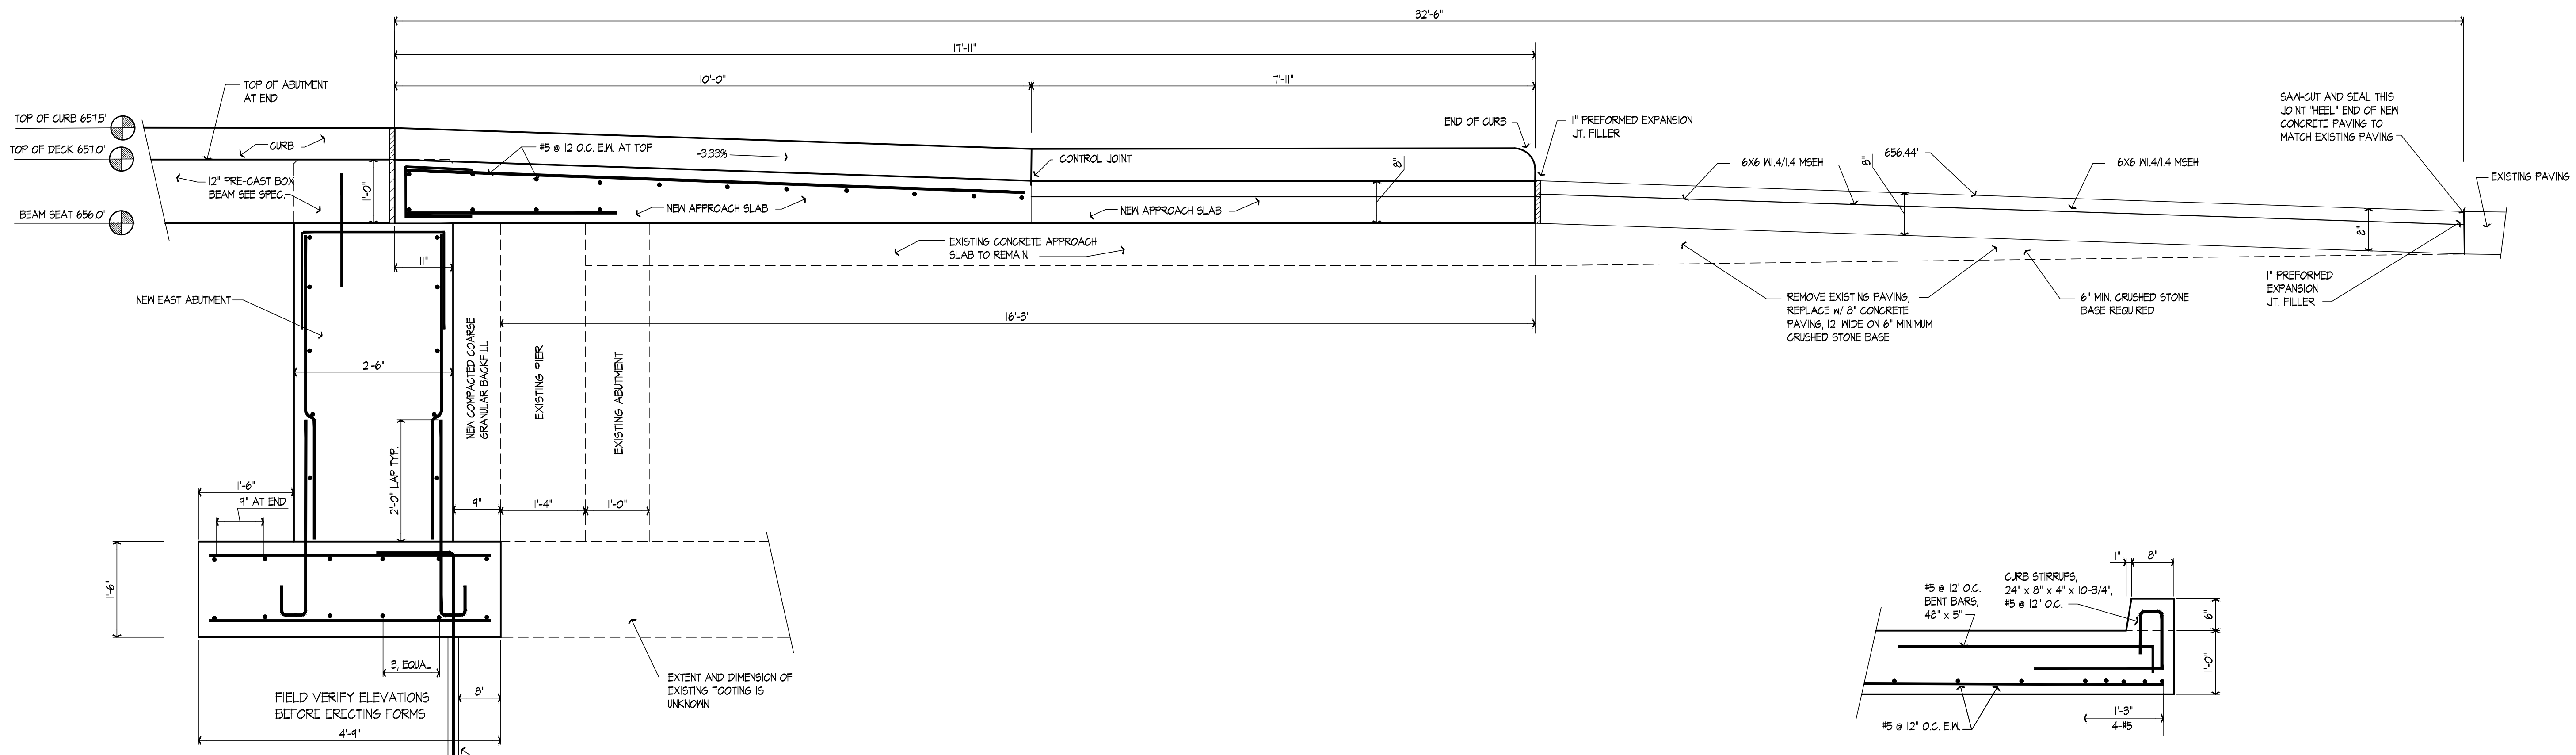 32'-6"
17'-11"
10'-0"
7'-11"
TOP OF ABUTMENT
AT END
TOP OF CURB 657.5'
TOP OF DECK 657.0'
CURB
12" PRE-CAST BOX
BEAM SEE SPEC.
BEAM SEAT 656.0'
1'-0"
#5 @ 12 O.C. E.W. AT TOP
-3.33%
CONTROL JOINT
NEW APPROACH SLAB
NEW APPROACH SLAB
8"
END OF CURB
1" PREFORMED EXPANSION
JT. FILLER
6X6 W1.4/1.4 MSEH
8"
656.44'
6X6 W1.4/1.4 MSEH
SAW-CUT AND SEAL THIS
JOINT "HEEL" END OF NEW
CONCRETE PAVING TO
MATCH EXISTING PAVING
EXISTING PAVING
8"
EXISTING CONCRETE APPROACH
SLAB TO REMAIN
11"
NEW EAST ABUTMENT
1" PREFORMED
EXPANSION
JT. FILLER
REMOVE EXISTING PAVING,
REPLACE W/ 8" CONCRETE
PAVING, 12' WIDE ON 6" MINIMUM
CRUSHED STONE BASE
6" MIN. CRUSHED STONE
BASE REQUIRED
16'-3"
2'-6"
NEW COMPACTED COARSE
GRANULAR BACKFILL
EXISTING PIER
EXISTING ABUTMENT
2'-0" LAP TYP.
1'-6"
9" AT END
9"
1'-4"
1'-0"
1'-6"
3, EQUAL
8"
FIELD VERIFY ELEVATIONS
BEFORE ERECTING FORMS
4'-9"
EXTENT AND DIMENSION OF
EXISTING FOOTING IS
UNKNOWN
1"
8"
#5 @ 12' O.C.
BENT BARS,
48" x 5"
CURB STIRRUPS,
24" x 8" x 4" x 10-3/4",
#5 @ 12" O.C.
6"
1'-0"
#5 @ 12" O.C. E.W.
1'-3"
4-#5